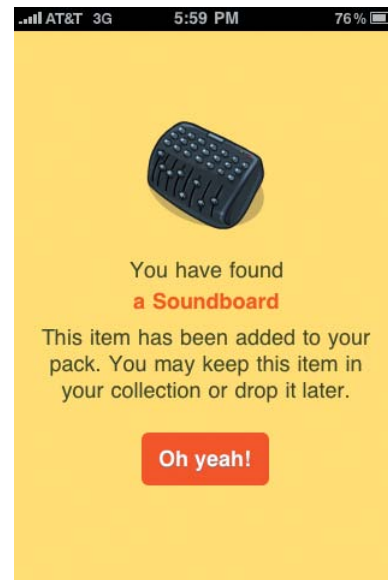 AT&T 3G 5:59 PM 76%
You have found
a Soundboard
This item has been added to your
pack. You may keep this item in
your collection or drop it later.
Oh yeah!